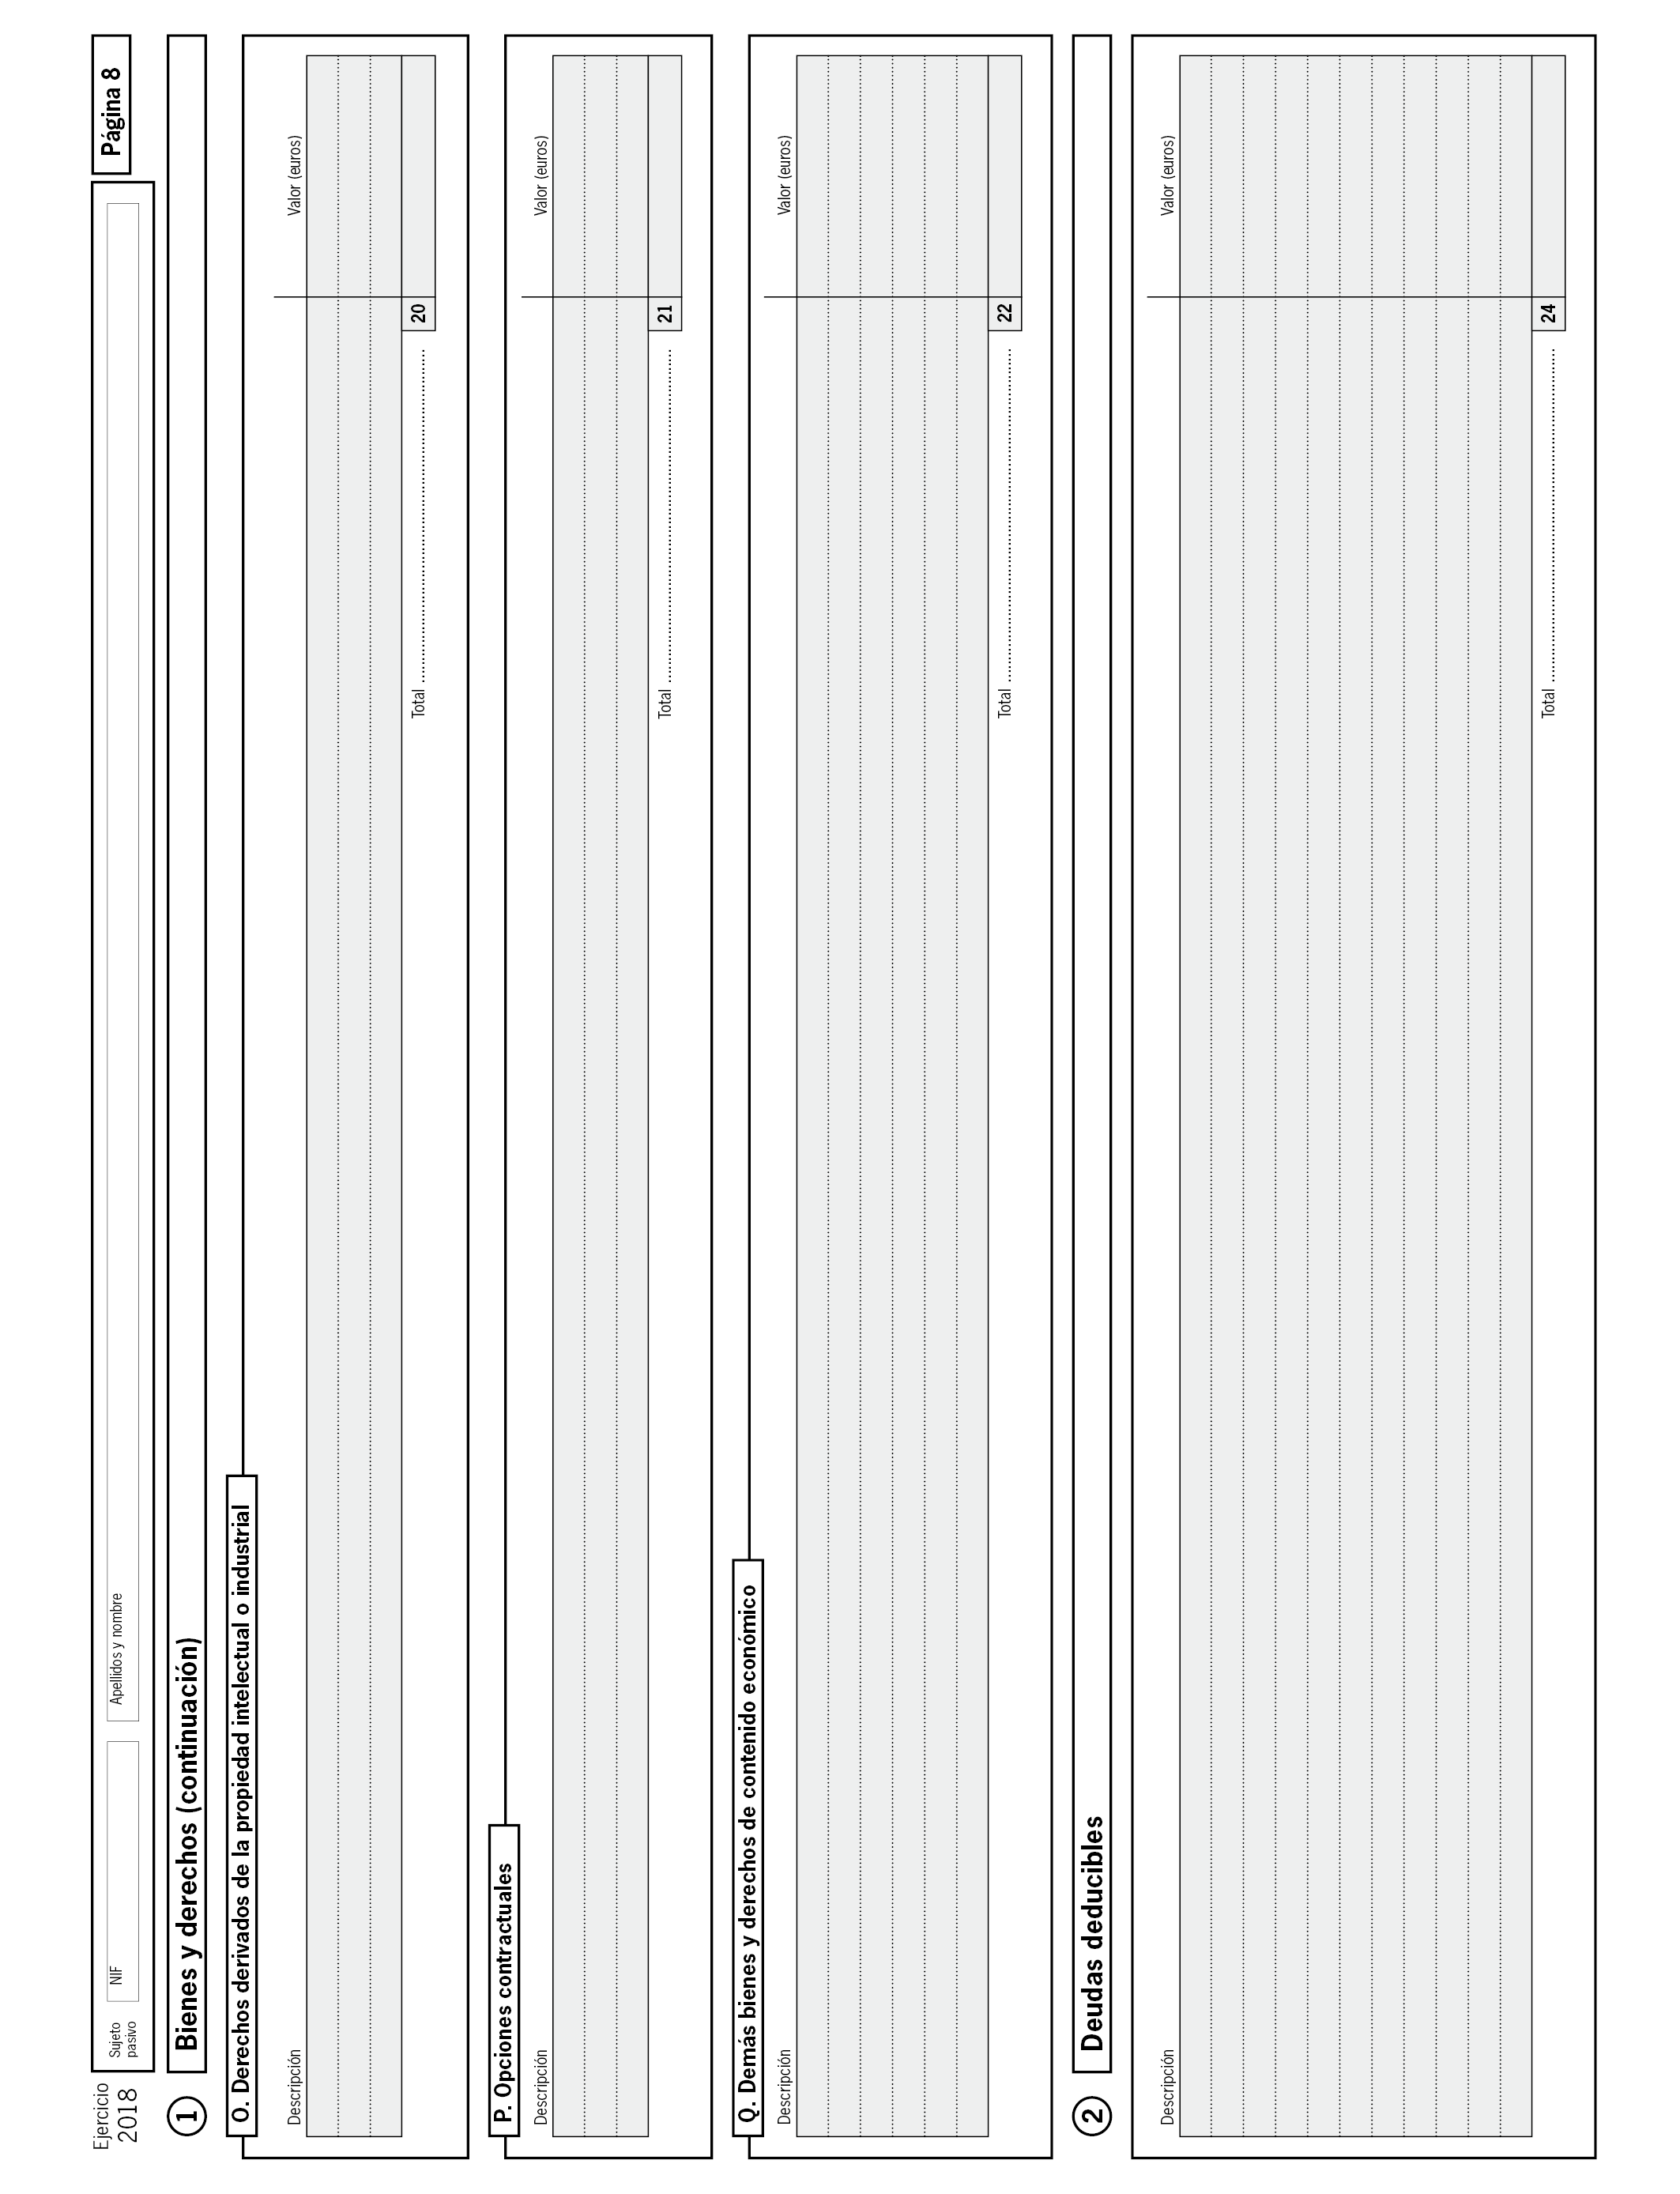 Ejercicio
2018
Sujeto
pasivo
NIF
Apellidos y nombre
Página 8
1 Bienes y derechos (continuación)
O. Derechos derivados de la propiedad intelectual o industrial
Descripción Valor (euros)
Total ........ 20
P. Opciones contractuales
Descripción Valor (euros)
Total ........ 21
Q. Demás bienes y derechos de contenido económico
Descripción Valor (euros)
Total ........ 22
2 Deudas deducibles
Descripción Valor (euros)
Total ........ 24